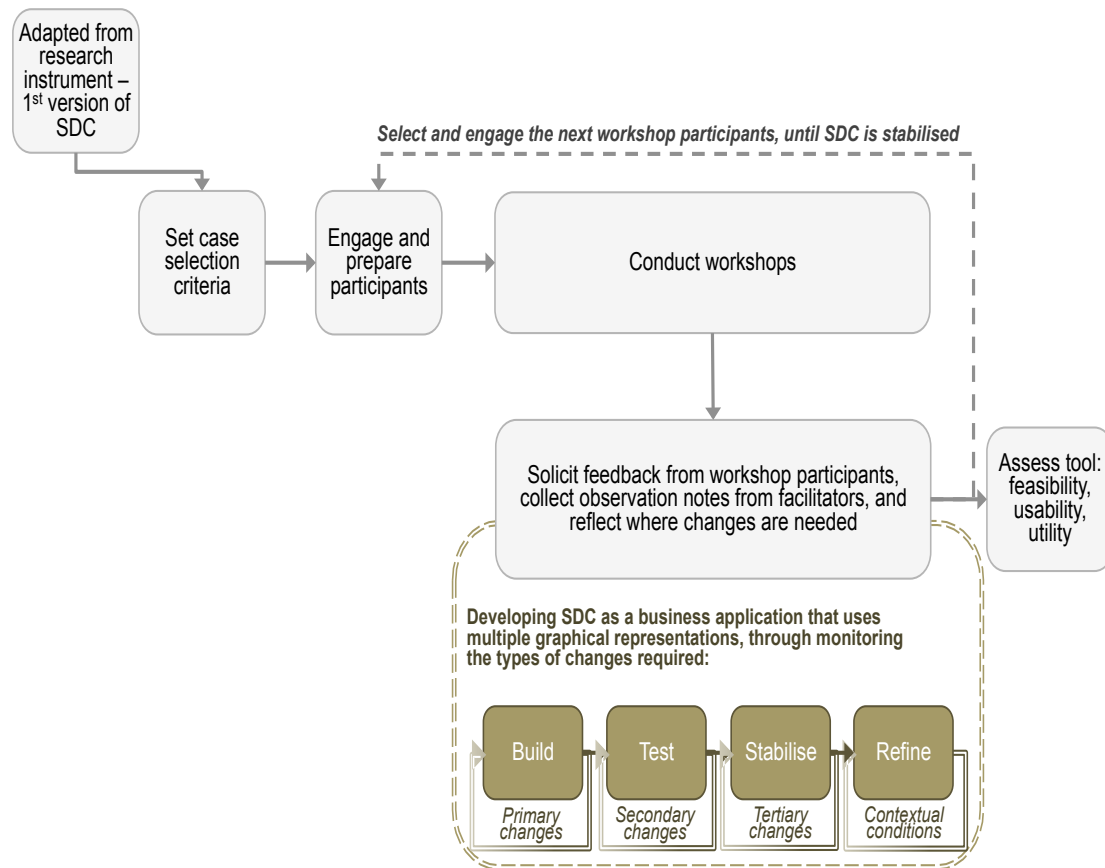 Adapted from
research
instrument –
1st version of
SDC
Select and engage the next workshop participants, until SDC is stabilised
Set case
selection
criteria
Engage and
prepare
participants
Conduct workshops
Solicit feedback from workshop participants,
collect observation notes from facilitators, and
reflect where changes are needed
Assess tool:
feasibility,
usability,
utility
Developing SDC as a business application that uses
multiple graphical representations, through monitoring
the types of changes required:
Build
Test
Stabilise
Refine
Primary
changes
Secondary
changes
Tertiary
changes
Contextual
conditions